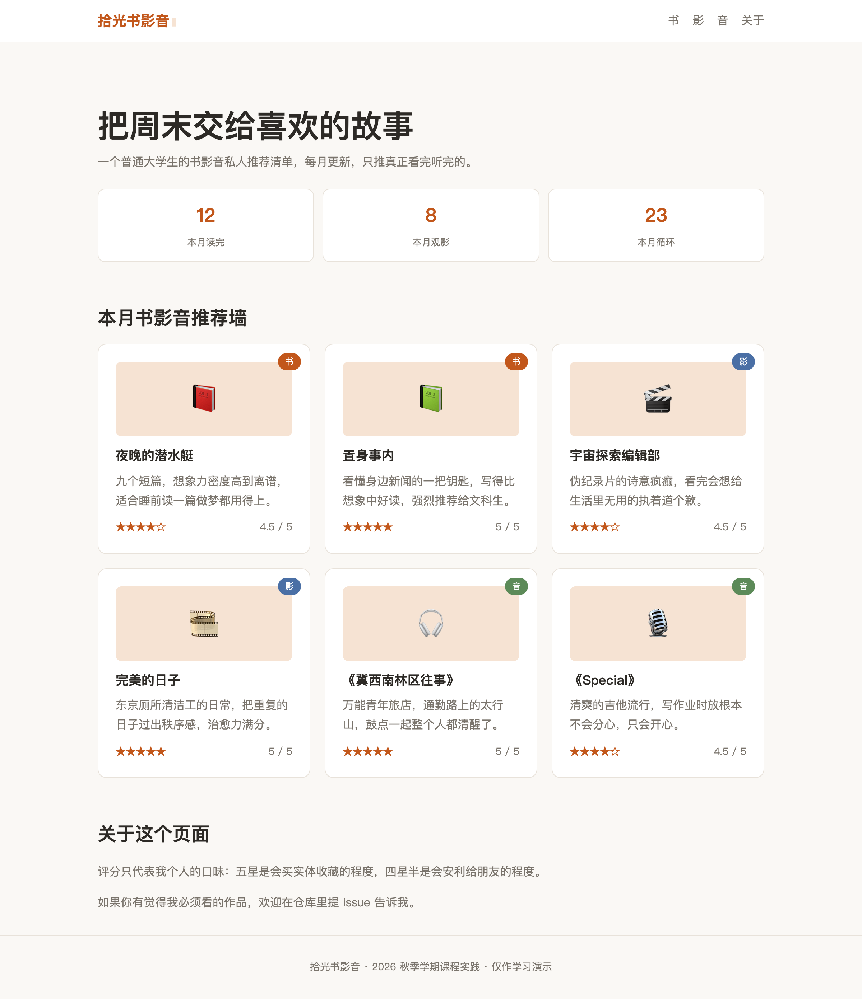 拾光书影音
书 影 音 关于
把周末交给喜欢的故事
一个普通大学生的书影音私人推荐清单，每月更新，只推真正看完听完的。
12
本月读完
8
本月观影
23
本月循环
本月书影音推荐墙
书
VOL. 1
夜晚的潜水艇
九个短篇，想象力密度高到离谱，
适合睡前读一篇做梦都用得上。
★★★★☆ 4.5 / 5
书
VOL. 2
置身事内
看懂身边新闻的一把钥匙，写得比
想象中好读，强烈推荐给文科生。
★★★★★ 5 / 5
影
宇宙探索编辑部
伪纪录片的诗意疯癫，看完会想给
生活里无用的执着道个歉。
★★★★☆ 4.5 / 5
影
完美的日子
东京厕所清洁工的日常，把重复的
日子过出秩序感，治愈力满分。
★★★★★ 5 / 5
音
《冀西南林区往事》
万能青年旅店，通勤路上的太行
山，鼓点一起整个人都清醒了。
★★★★★ 5 / 5
音
《Special》
清爽的吉他流行，写作业时放根本
不会分心，只会开心。
★★★★☆ 4.5 / 5
关于这个页面
评分只代表我个人的口味：五星是会买实体收藏的程度，四星半是会安利给朋友的程度。
如果你有觉得我必须看的作品，欢迎在仓库里提 issue 告诉我。
拾光书影音 · 2026 秋季学期课程实践 · 仅作学习演示